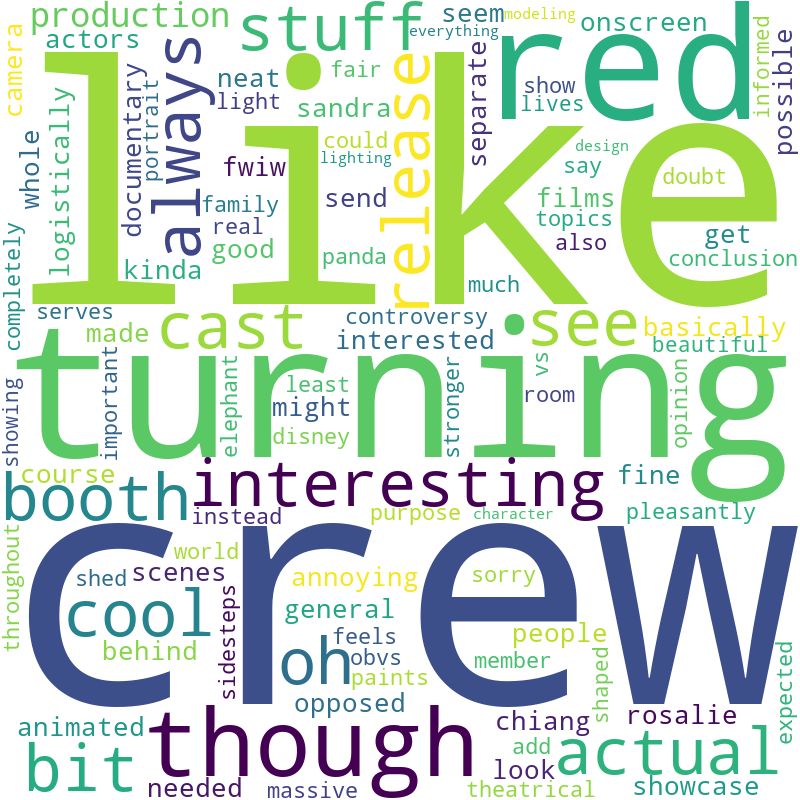 production
stuff
seem
modeling
everything
onscreen
red
informed
possible
camera
actors
always
neat
fair
light
sandra
release
separate
show
lives
could
design
like
whole
logistically
documentary
portrait
fwiw
lighting
say
doubt
family
send
films
topics
real
good
panda
also
get
kinda
much
conclusion
completely
serves
made
cast
controversy
interested
see
basically
beautiful
turning
showing
important
elephant
least
might
disney
stronger
vs
room
opinion
course
booth
interesting
fine
instead
purpose
character
pleasantly
crew
throughout
world
shed
scenes
annoying
sorry
cool
general
behind
sidesteps
oh
feels
obvs
paints
people
member
shaped
expected
opposed
animated
though
chiang
rosalie
bit
add
actual
look
needed
massive
theatrical
showcase